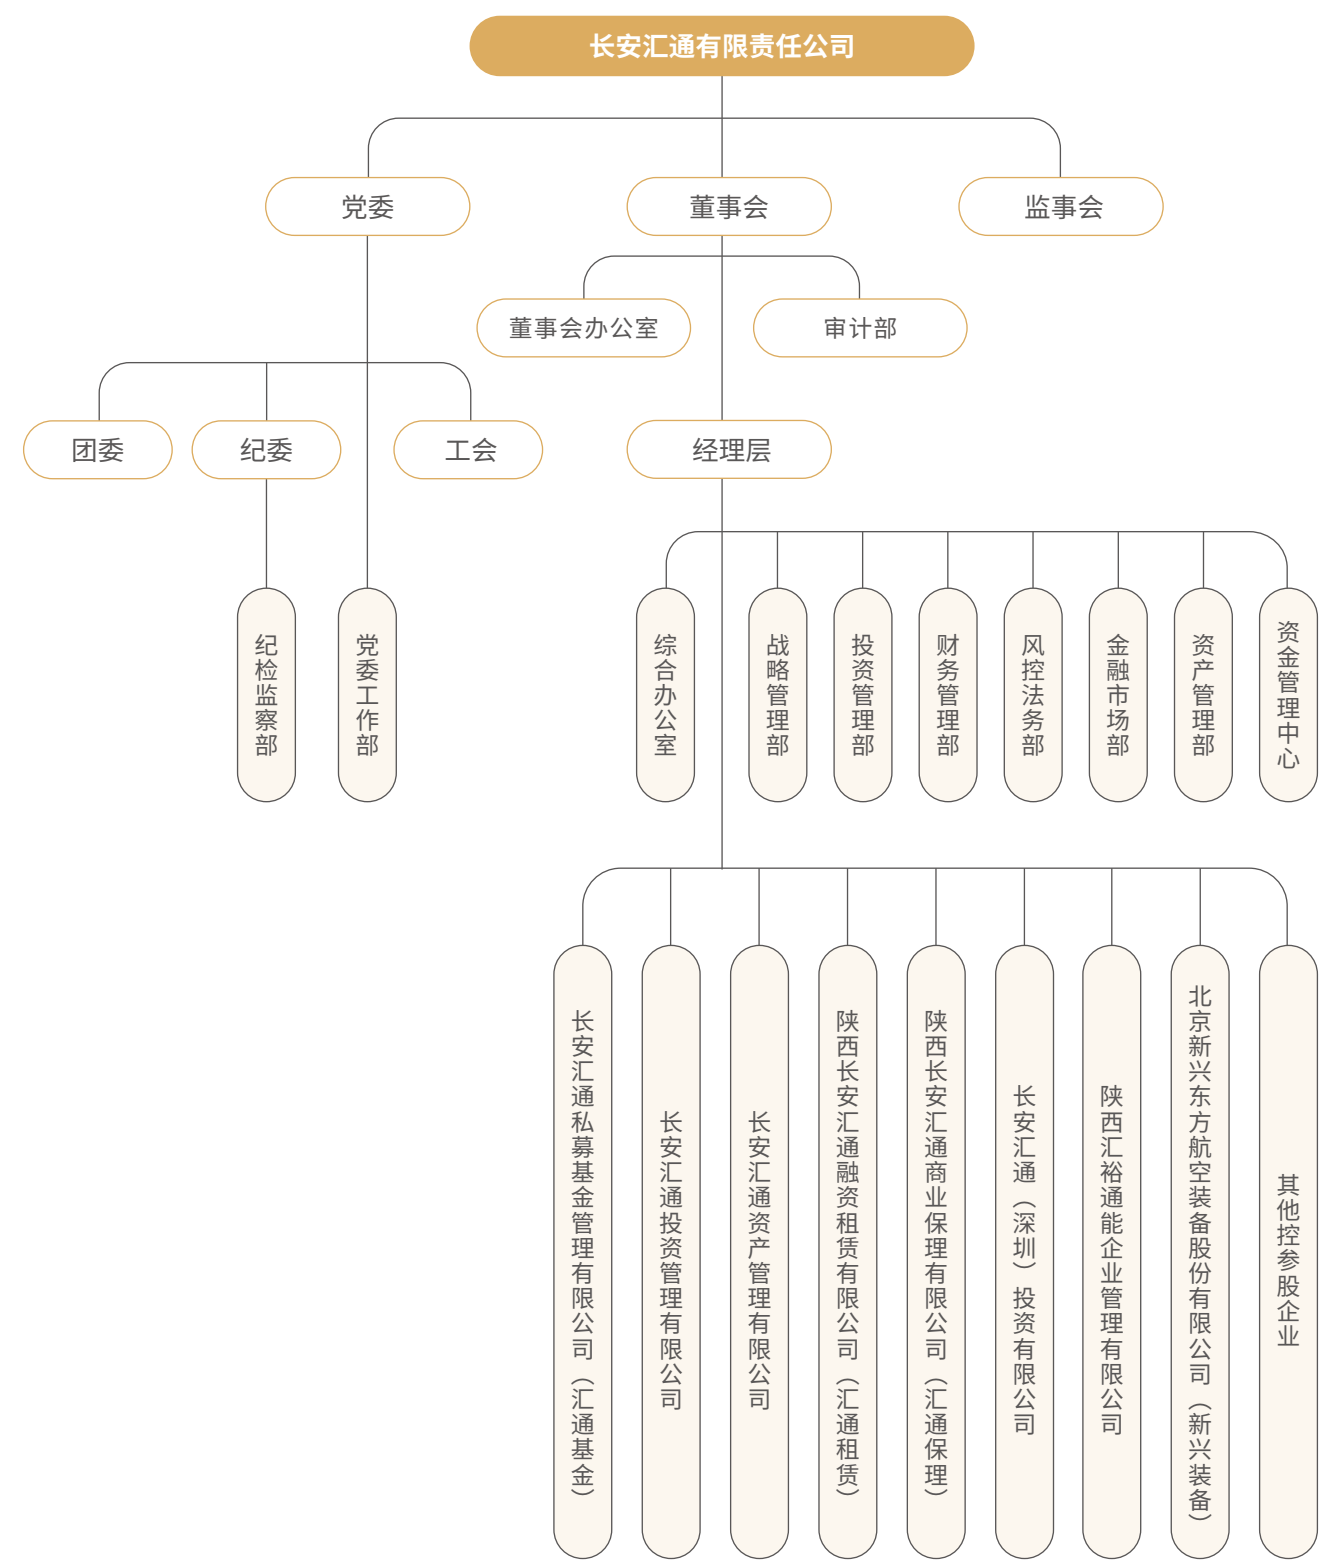 长安汇通有限责任公司
党委
董事会
监事会
董事会办公室
审计部
团委
纪委
工会
经理层
纪检监察部
党委工作部
综合办公室
战略管理部
投资管理部
财务管理部
风控法务部
金融市场部
资产管理部
资金管理中心
长安汇通私募基金管理有限公司（汇通基金）
长安汇通投资管理有限公司
长安汇通资产管理有限公司
陕西长安汇通融资租赁有限公司（汇通租赁）
陕西长安汇通商业保理有限公司（汇通保理）
长安汇通（深圳）投资有限公司
陕西汇裕通能企业管理有限公司
北京新兴东方航空装备股份有限公司（新兴装备）
其他控参股企业